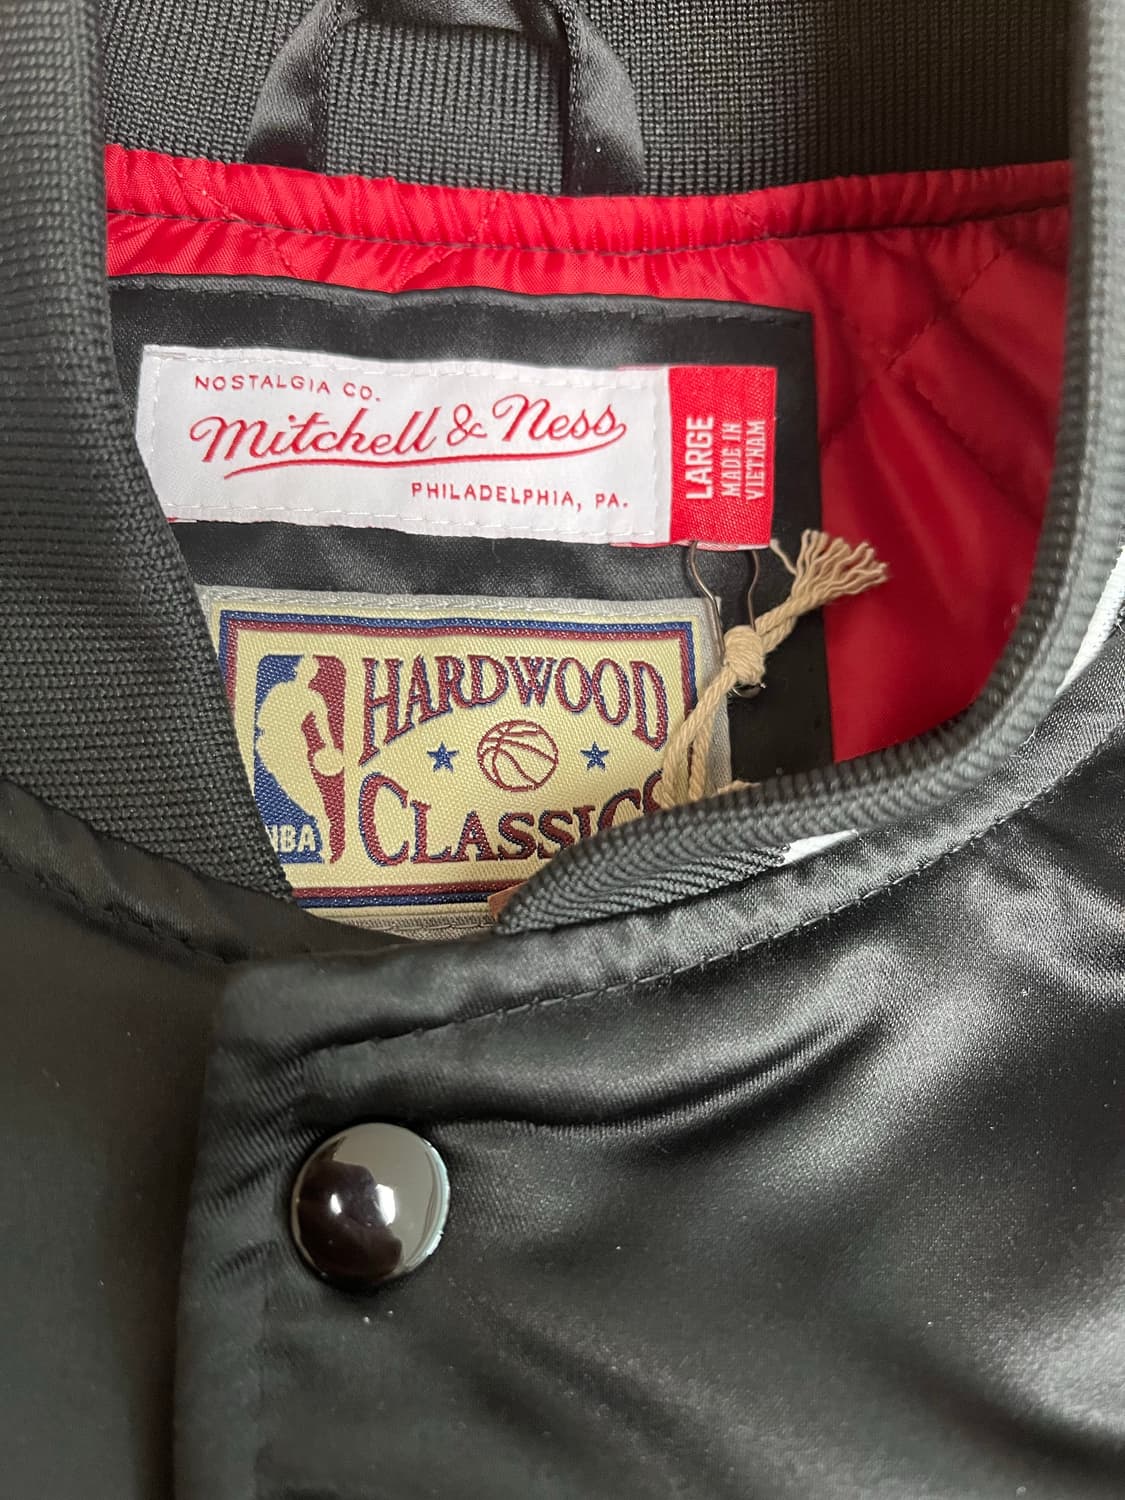 NOSTALGIA CO.
Mitchell & Ness
PHILADELPHIA, PA.
LARGE
MADE IN
VIETNAM
HARDWOOD
CLASSICS
NBA